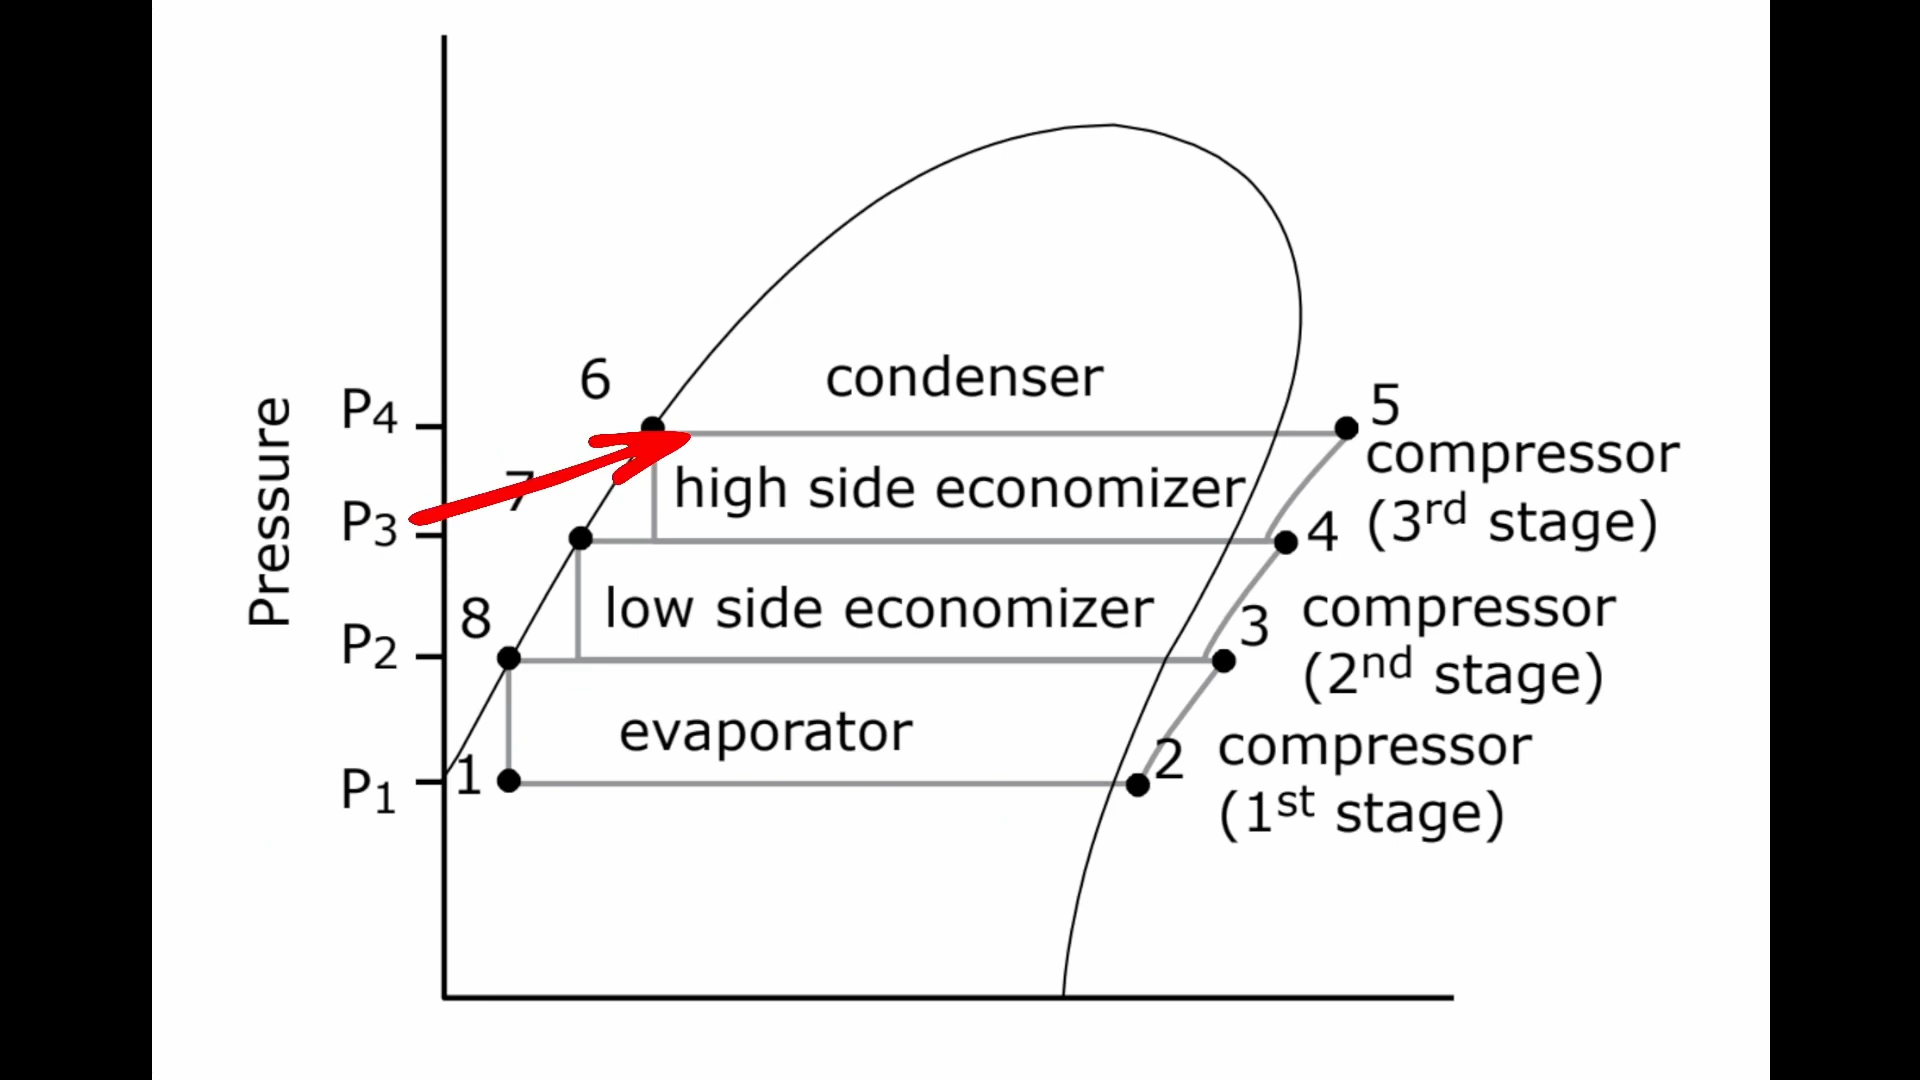 6
condenser
5
P4
compressor
7
high side economizer
P3
4
(3rd stage)
8
low side economizer
3
compressor
P2
(2nd stage)
evaporator
compressor
P1
1
2
(1st stage)
Pressure